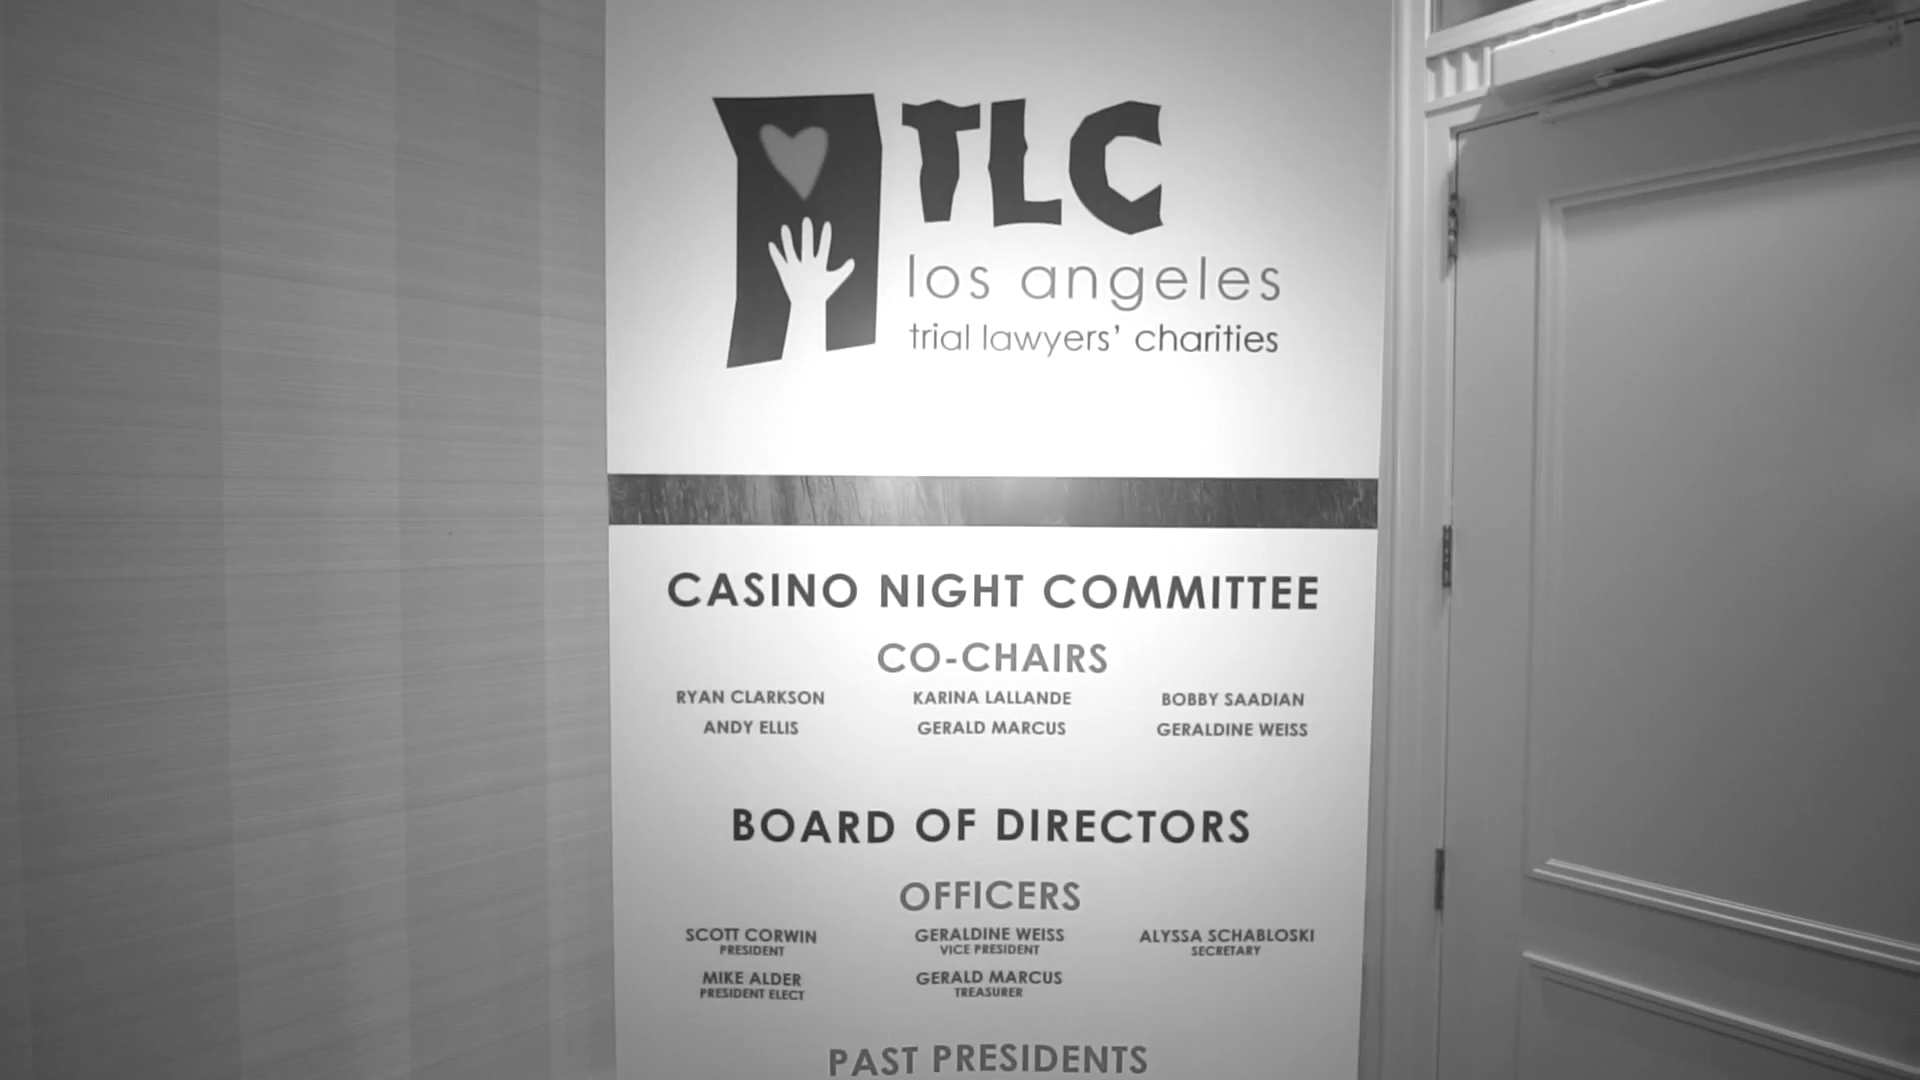 TLC
los angeles
trial lawyers' charities
CASINO NIGHT COMMITTEE
CO-CHAIRS
RYAN CLARKSON KARINA LALLANDE BOBBY SAADIAN
ANDY ELLIS GERALD MARCUS GERALDINE WEISS
BOARD OF DIRECTORS
OFFICERS
SCOTT CORWIN GERALDINE WEISS ALYSSA SCHABLOSKI
PRESIDENT VICE PRESIDENT SECRETARY
MIKE ALDER GERALD MARCUS
PRESIDENT ELECT TREASURER
PAST PRESIDENTS